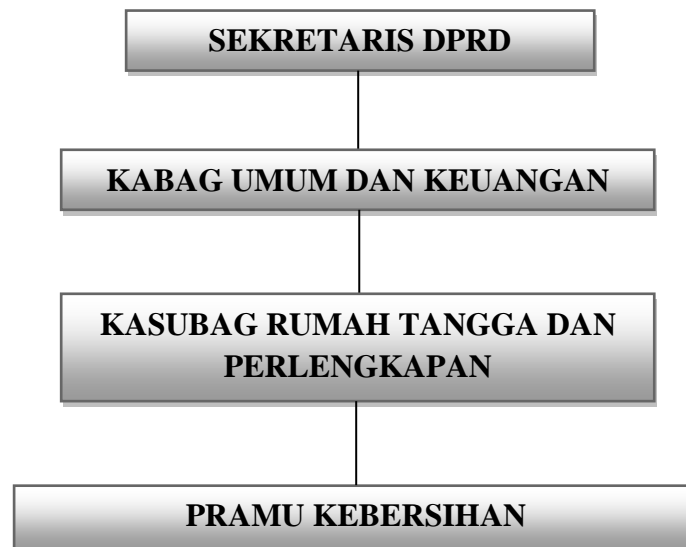 SEKRETARIS DPRD
KABAG UMUM DAN KEUANGAN
KASUBAG RUMAH TANGGA DAN
PERLENGKAPAN
PRAMU KEBERSIHAN